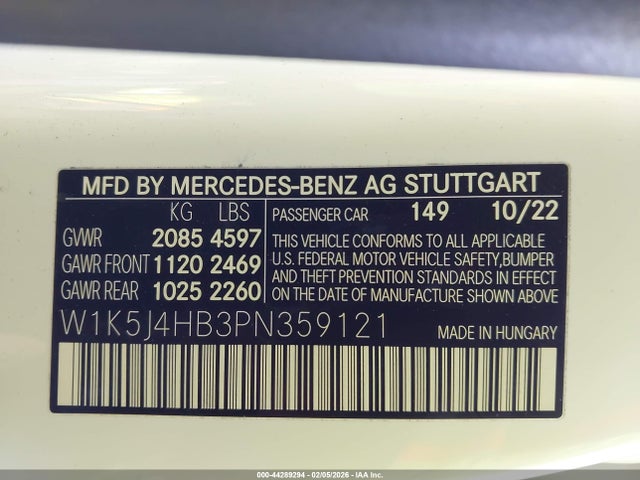 MFD BY MERCEDES-BENZ AG STUTTGART
KG LBS PASSENGER CAR 149 10/22
GVWR 2085 4597
GAWR FRONT 1120 2469
GAWR REAR 1025 2260
THIS VEHICLE CONFORMS TO ALL APPLICABLE
U.S. FEDERAL MOTOR VEHICLE SAFETY, BUMPER
AND THEFT PREVENTION STANDARDS IN EFFECT
ON THE DATE OF MANUFACTURE SHOWN ABOVE
W1K5J4HB3PN359121 MADE IN HUNGARY
000-44289294 - 02/05/2026 - IAA, Inc.